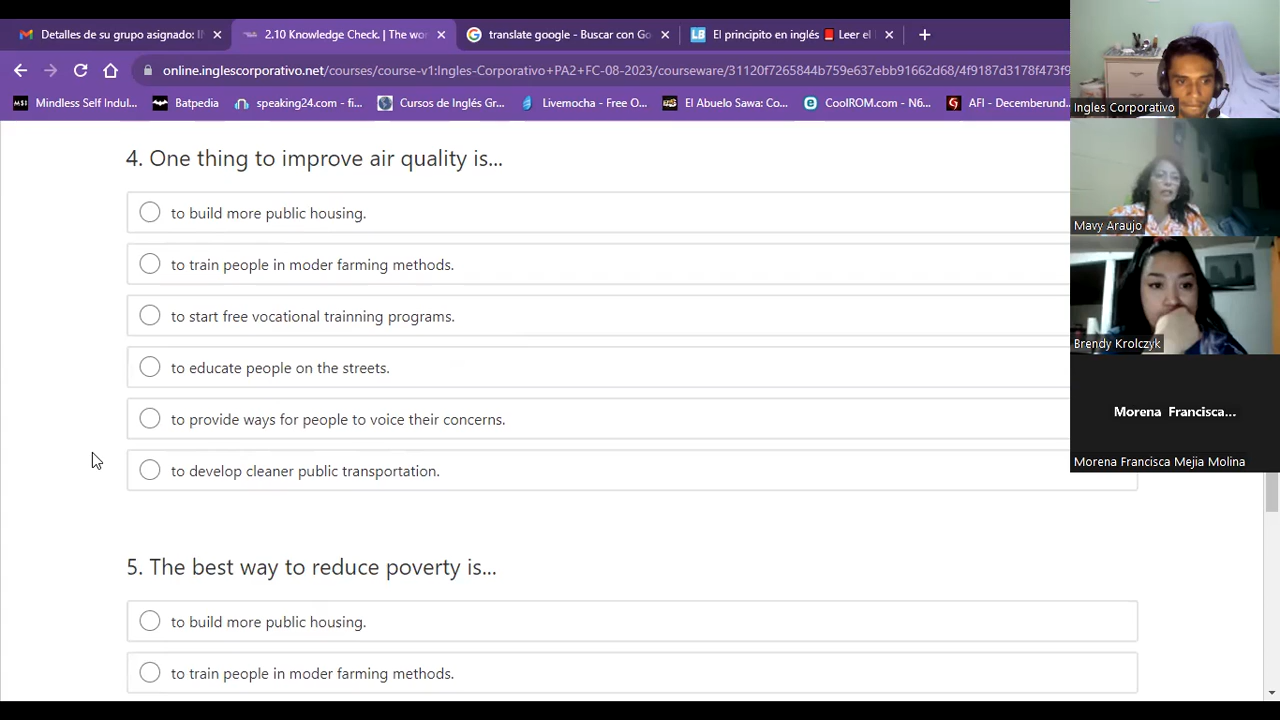 Detalles de su grupo asignado: I
2.10 Knowledge Check. | The wor
translate google - Buscar con Go
El principito en inglés 📕 Leer el
online.inglescorporativo.net/courses/course-v1:Ingles-Corporativo+PA2+FC-08-2023/courseware/31120f7265844b759e637ebb91662d68/4f9187d3178f473f9
Mindless Self Indul...
Batpedia
speaking24.com - fi...
Cursos de Inglés Gr...
Livemocha - Free O...
El Abuelo Sawa: Co...
CoolROM.com - N6...
AFI - Decemberund...
Ingles Corporativo
4. One thing to improve air quality is...
to build more public housing.
Mavy Araujo
to train people in moder farming methods.
to start free vocational trainning programs.
Brendy Krolczyk
to educate people on the streets.
to provide ways for people to voice their concerns.
Morena Francisca...
to develop cleaner public transportation.
Morena Francisca Mejia Molina
5. The best way to reduce poverty is...
to build more public housing.
to train people in moder farming methods.